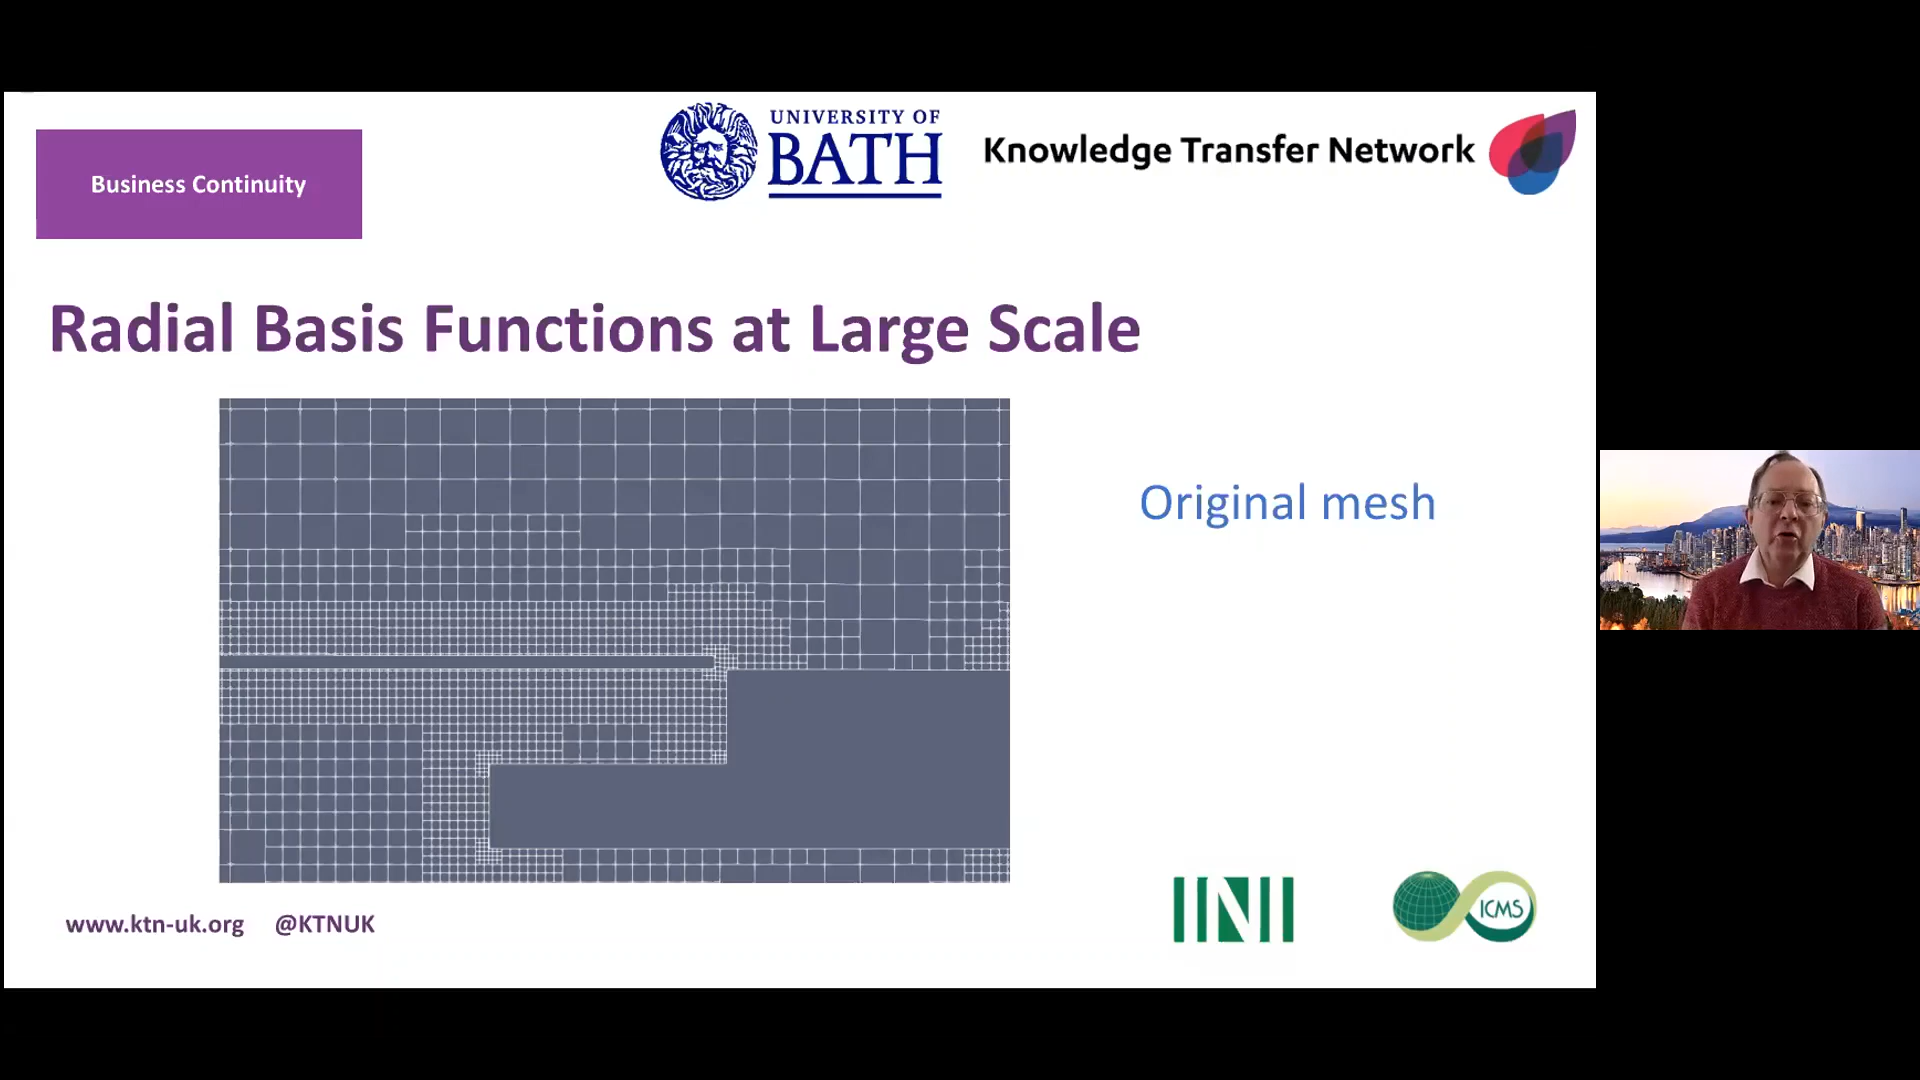 Business Continuity
UNIVERSITY OF
BATH
Knowledge Transfer Network
Radial Basis Functions at Large Scale
Original mesh
www.ktn-uk.org @KTNUK
INI
ICMS